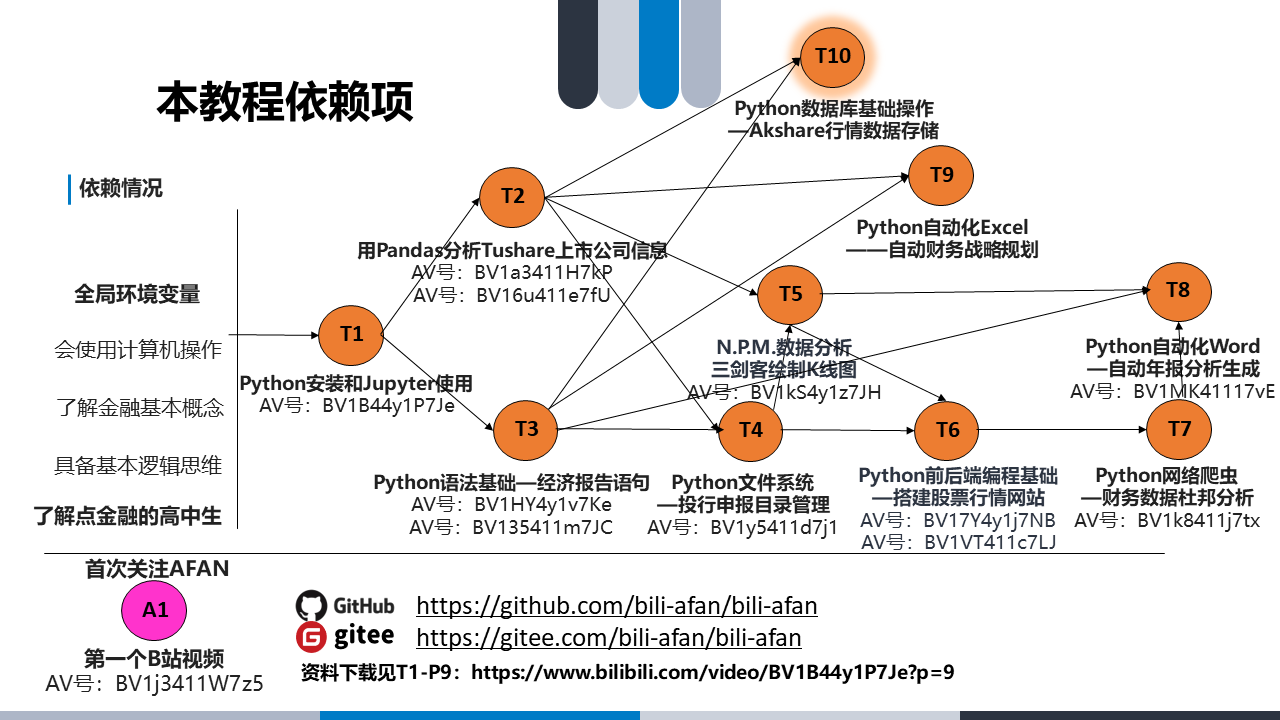 本教程依赖项
T10
Python数据库基础操作
—Akshare行情数据存储
依赖情况
T2
T9
用Pandas分析Tushare上市公司信息
AV号：BV1a3411H7kP
AV号：BV16u411e7fU
Python自动化Excel
——自动财务战略规划
全局环境变量
会使用计算机操作
了解金融基本概念
具备基本逻辑思维
了解点金融的高中生
T1
Python安装和Jupyter使用
AV号：BV1B44y1P7Je
T5
N.P.M.数据分析
三剑客绘制K线图
AV号：BV1kS4y1z7JH
T8
Python自动化Word
—自动年报分析生成
AV号：BV1MK41117vE
T3
Python语法基础—经济报告语句
AV号：BV1HY4y1v7Ke
AV号：BV135411m7JC
T4
Python文件系统
—投行申报目录管理
AV号：BV1y5411d7j1
T6
Python前后端编程基础
—搭建股票行情网站
AV号：BV17Y4y1j7NB
AV号：BV1VT411c7LJ
T7
Python网络爬虫
—财务数据杜邦分析
AV号：BV1k8411j7tx
首次关注AFAN
A1
第一个B站视频
AV号：BV1j3411W7z5
GitHub https://github.com/bili-afan/bili-afan
gitee https://gitee.com/bili-afan/bili-afan
资料下载见T1-P9：https://www.bilibili.com/video/BV1B44y1P7Je?p=9